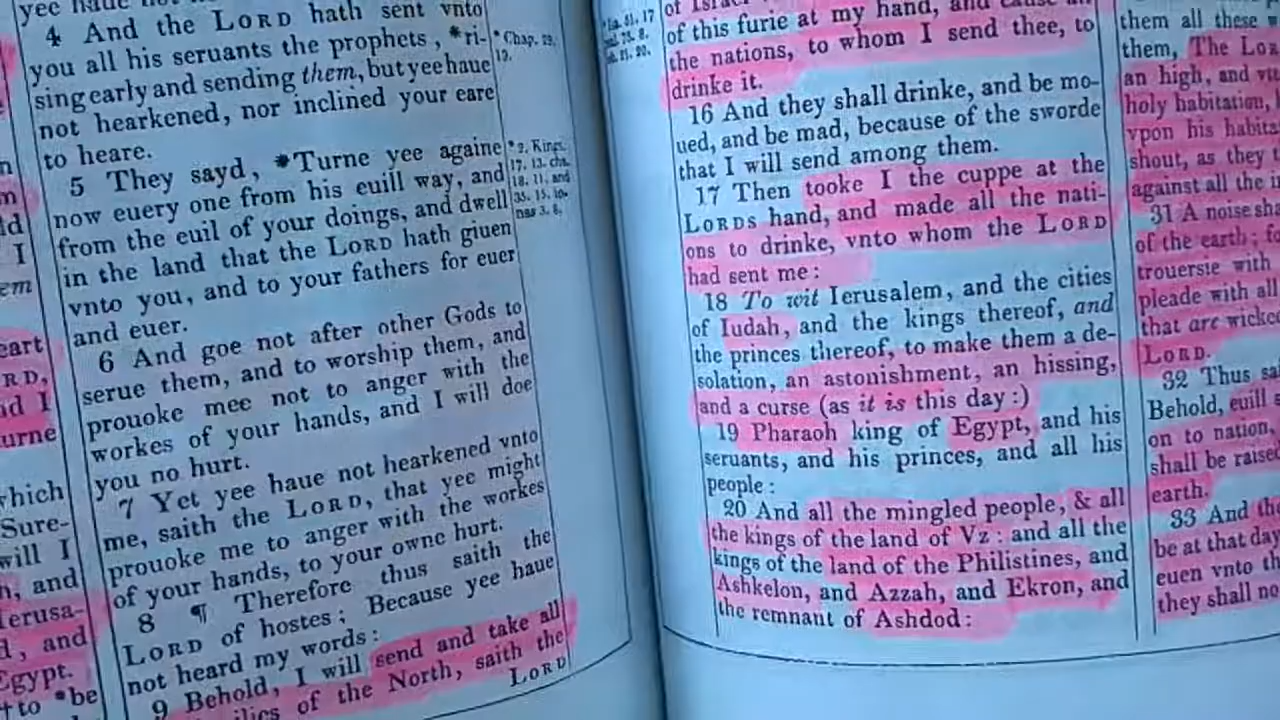 yee haue
4 And the LORD hath sent vnto
you all his seruants the prophets, *ri-
sing early and sending them, but yee haue
not hearkened, nor inclined your eare
to heare.
5 They sayd, *Turne yee againe
now euery one from his euill way, and
from the euil of your doings, and dwell
in the land that the LORD hath giuen
vnto you, and to your fathers for euer
and euer.
6 And goe not after other Gods to
serue them, and to worship them, and
prouoke mee not to anger with the
workes of your hands, and I will doe
you no hurt.
7 Yet yee haue not hearkened vnto
me, saith the LORD, that yee might
prouoke me to anger with the workes
of your hands, to your owne hurt.
8 ¶ Therefore thus saith the
LORD of hostes; Because yee haue
not heard my words:
9 Behold, I will send and take all
of the North, saith the
LORD
* Chap. 29.
19.
* 2. Kings
17. 13. cha.
18. 11. and
35. 15. io-
nas 3. 8.
I
em
eart
RD,
urne
which
Sure-
will I
and
Ierusa-
and
Egypt.
to *be
of this furie at my hand, and cause
the nations, to whom I send thee, to
drinke it.
16 And they shall drinke, and be mo-
ued, and be mad, because of the sworde
that I will send among them.
17 Then tooke I the cuppe at the
LORDS hand, and made all the nati-
ons to drinke, vnto whom the LORD
had sent me:
18 To wit Ierusalem, and the cities
of Iudah, and the kings thereof, and
the princes thereof, to make them a de-
solation, an astonishment, an hissing,
and a curse (as it is this day:)
19 Pharaoh king of Egypt, and his
seruants, and his princes, and all his
people:
20 And all the mingled people, & all
the kings of the land of Vz: and all the
kings of the land of the Philistines, and
Ashkelon, and Azzah, and Ekron, and
the remnant of Ashdod:
them all these
them, The
an high, and
holy habitation,
vpon his
shout, as they
against all the
31 A noise
of the earth:
trouersie with
pleade with all
that are
LORD.
32 Thus
Behold, euill
on to nation,
shall be
earth.
33 And
be at that day
euen vnto
they shall